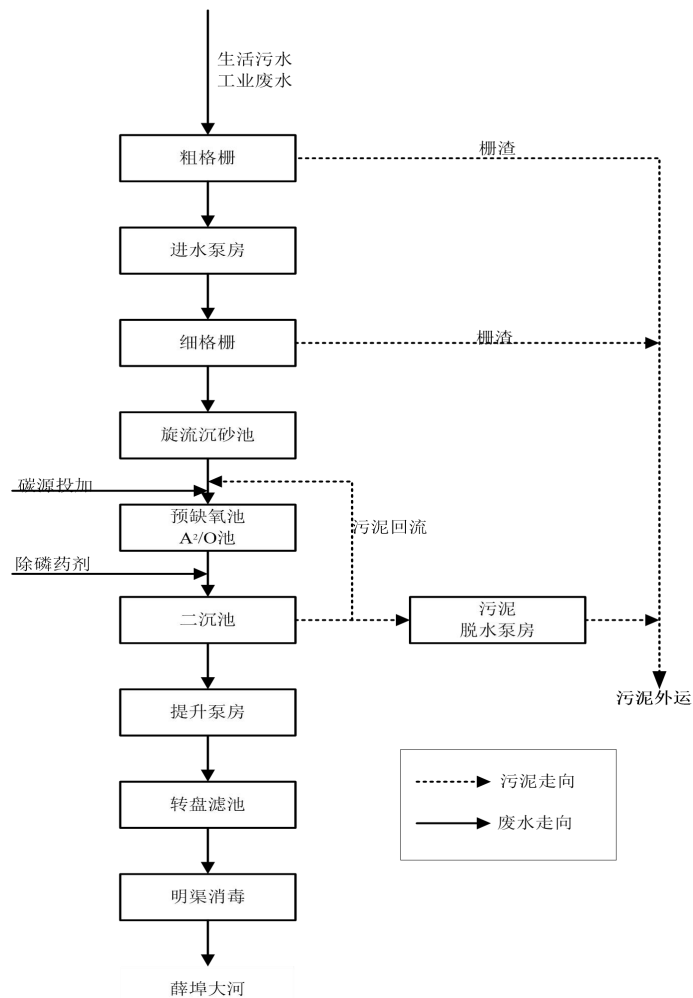 生活污水
工业废水
粗格栅
栅渣
进水泵房
细格栅
栅渣
旋流沉砂池
碳源投加
预缺氧池
A²/O池
污泥回流
除磷药剂
二沉池
污泥
脱水泵房
污泥外运
提升泵房
污泥走向
转盘滤池
废水走向
明渠消毒
薛埠大河